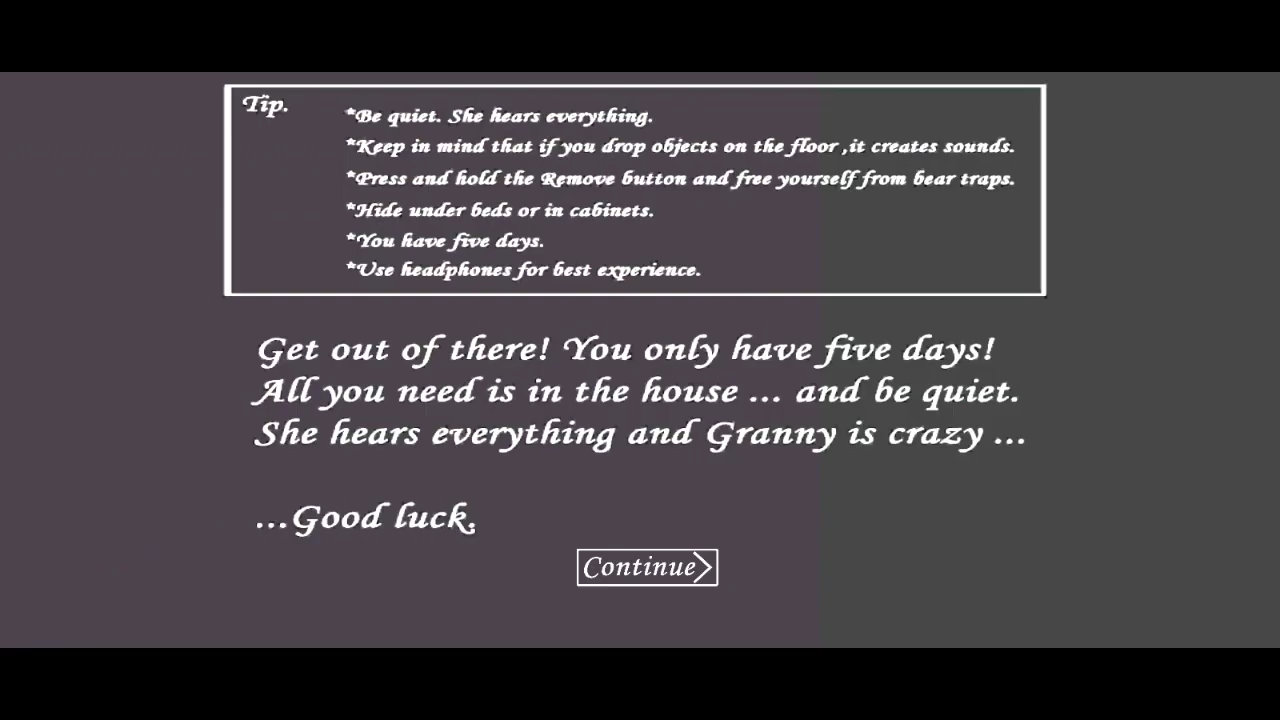 Tip.
*Be quiet. She hears everything.
*Keep in mind that if you drop objects on the floor ,it creates sounds.
*Press and hold the Remove button and free yourself from bear traps.
*Hide under beds or in cabinets.
*You have five days.
*Use headphones for best experience.
Get out of there! You only have five days!
All you need is in the house ... and be quiet.
She hears everything and Granny is crazy ...
...Good luck.
Continue>